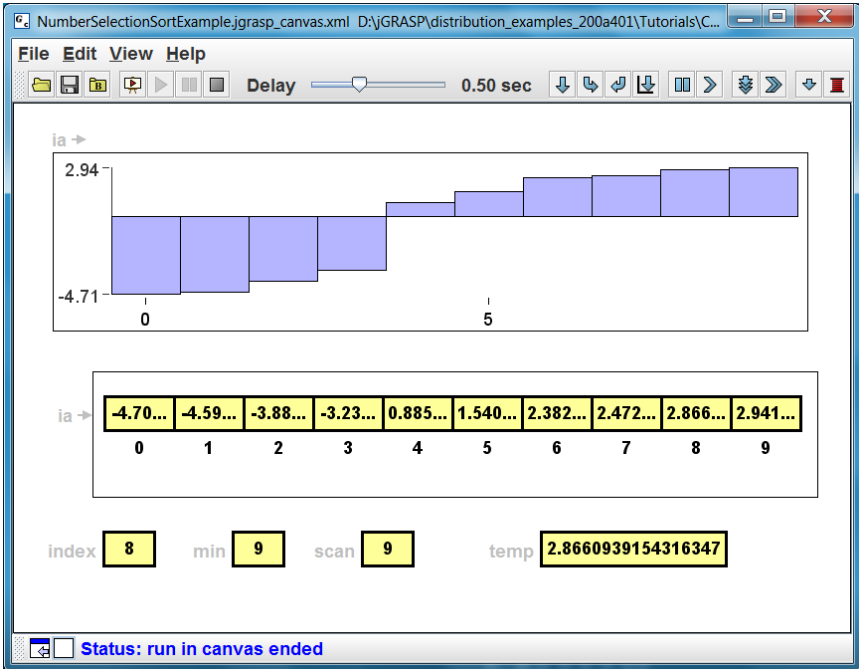 NumberSelectionSortExample.jgrasp_canvas.xml D:\jGRASP\distribution_examples_200a401\Tutorials\C...
File Edit View Help
B Delay 0.50 sec
ia
2.94
-4.71
0 5
ia -4.70... -4.59... -3.88... -3.23... 0.885... 1.540... 2.382... 2.472... 2.866... 2.941...
0 1 2 3 4 5 6 7 8 9
index 8 min 9 scan 9 temp 2.8660939154316347
Status: run in canvas ended